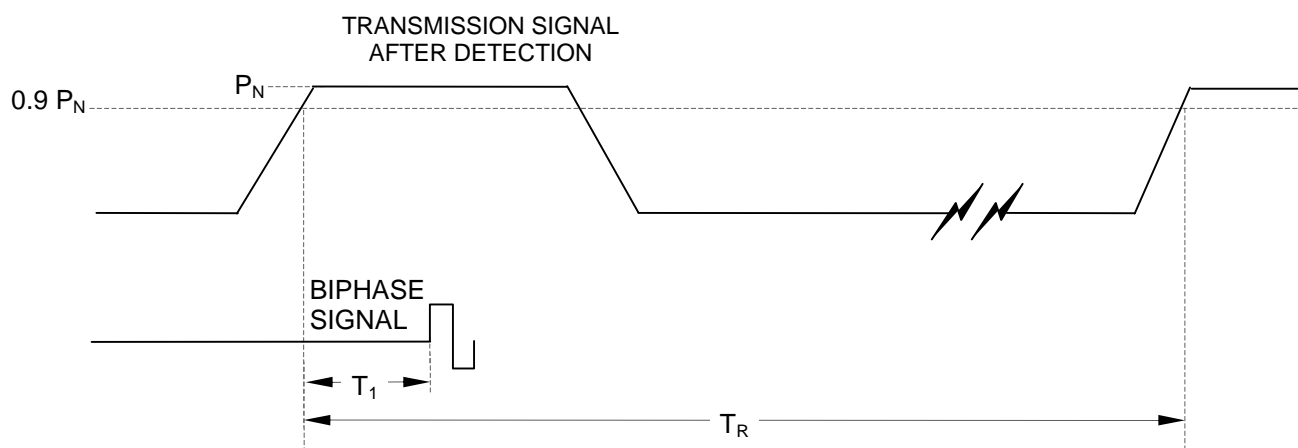 TRANSMISSION SIGNAL
AFTER DETECTION
P_N
0.9 P_N
BIPHASE
SIGNAL
T_1
T_R